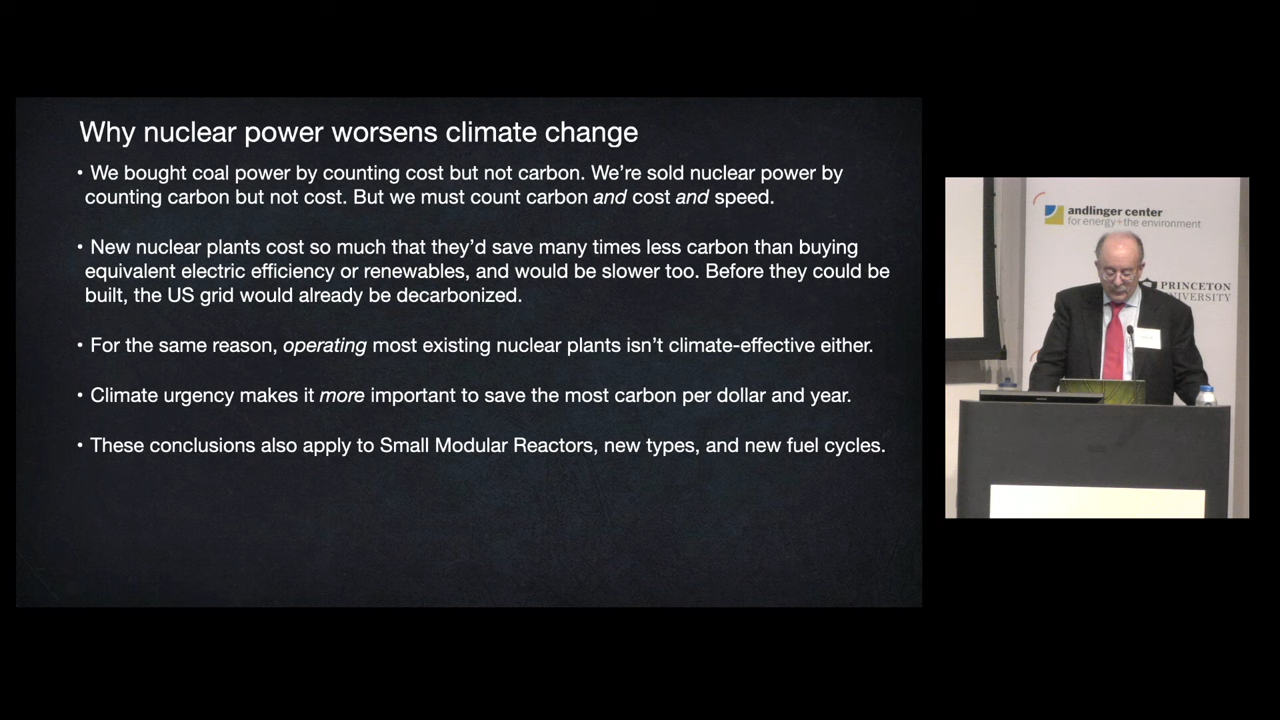 Why nuclear power worsens climate change
• We bought coal power by counting cost but not carbon. We’re sold nuclear power by
counting carbon but not cost. But we must count carbon and cost and speed.
• New nuclear plants cost so much that they’d save many times less carbon than buying
equivalent electric efficiency or renewables, and would be slower too. Before they could be
built, the US grid would already be decarbonized.
• For the same reason, operating most existing nuclear plants isn’t climate-effective either.
• Climate urgency makes it more important to save the most carbon per dollar and year.
• These conclusions also apply to Small Modular Reactors, new types, and new fuel cycles.
andlinger center
for energy+the environment
PRINCETON
UNIVERSITY